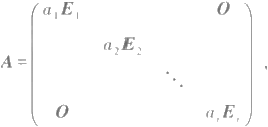 A = ( a₁E₁ O
a₂E₂
⋱
O aᵣEᵣ ) ,